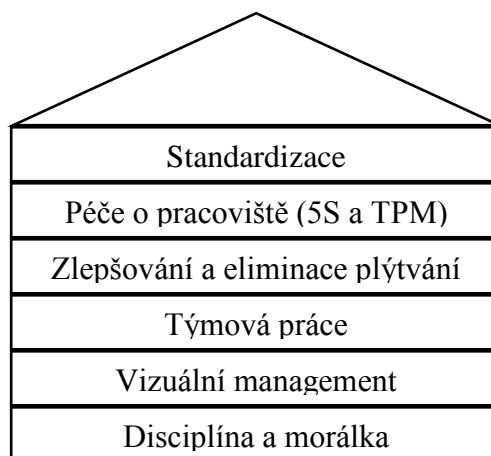 Standardizace
Péče o pracoviště (5S a TPM)
Zlepšování a eliminace plýtvání
Týmová práce
Vizuální management
Disciplína a morálka